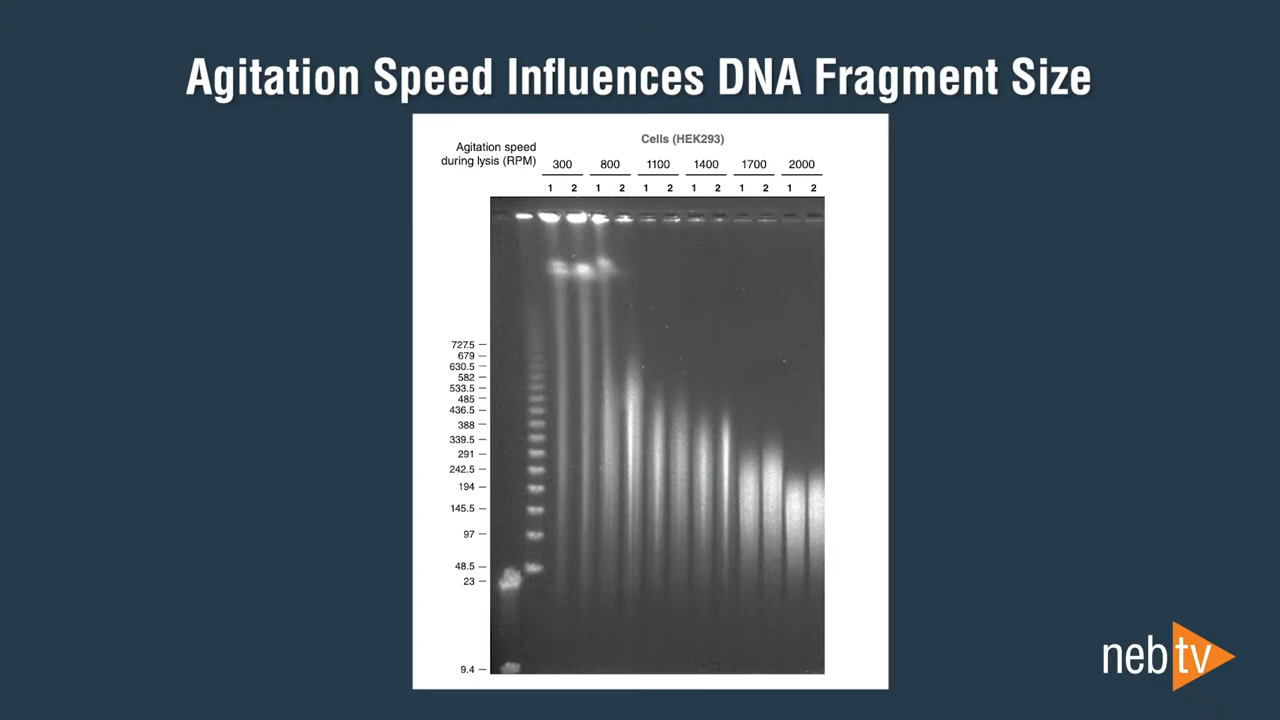 Agitation Speed Influences DNA Fragment Size
Cells (HEK293)
Agitation speed
during lysis (RPM)
300 800 1100 1400 1700 2000
1 2 1 2 1 2 1 2 1 2 1 2
727.5
679
630.5
582
533.5
485
436.5
388
339.5
291
242.5
194
145.5
97
48.5
23
9.4
nebtv